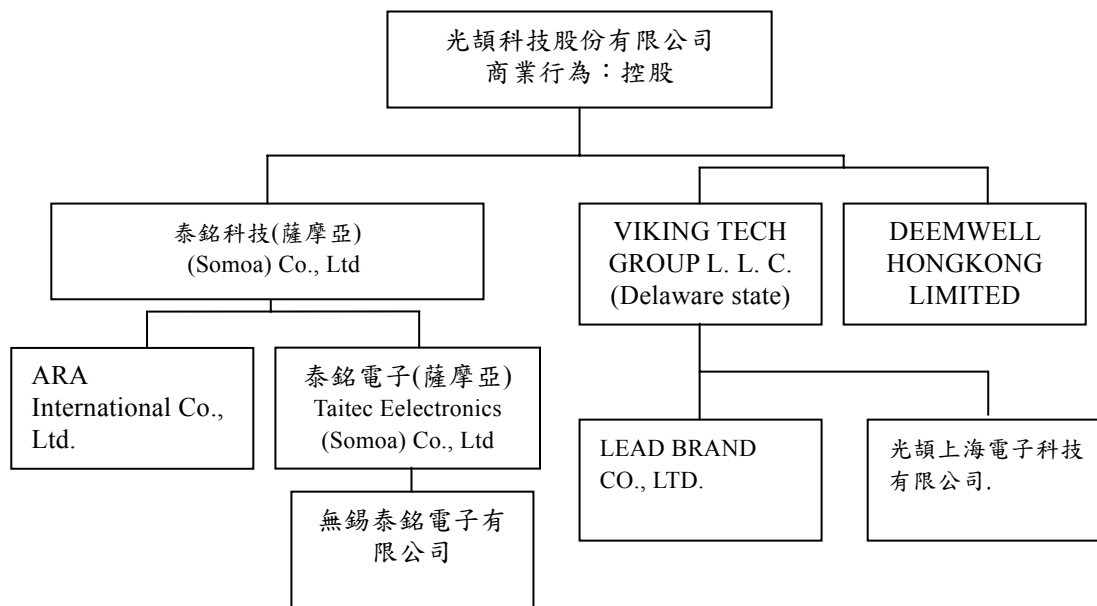 光頡科技股份有限公司
商業行為：控股
泰銘科技(薩摩亞)
(Somoa) Co., Ltd
VIKING TECH
GROUP L. L. C.
(Delaware state)
DEEMWELL
HONGKONG
LIMITED
ARA
International Co.,
Ltd.
泰銘電子(薩摩亞)
Taitec Eelectronics
(Somoa) Co., Ltd
LEAD BRAND
CO., LTD.
光頡上海電子科技
有限公司.
無錫泰銘電子有
限公司